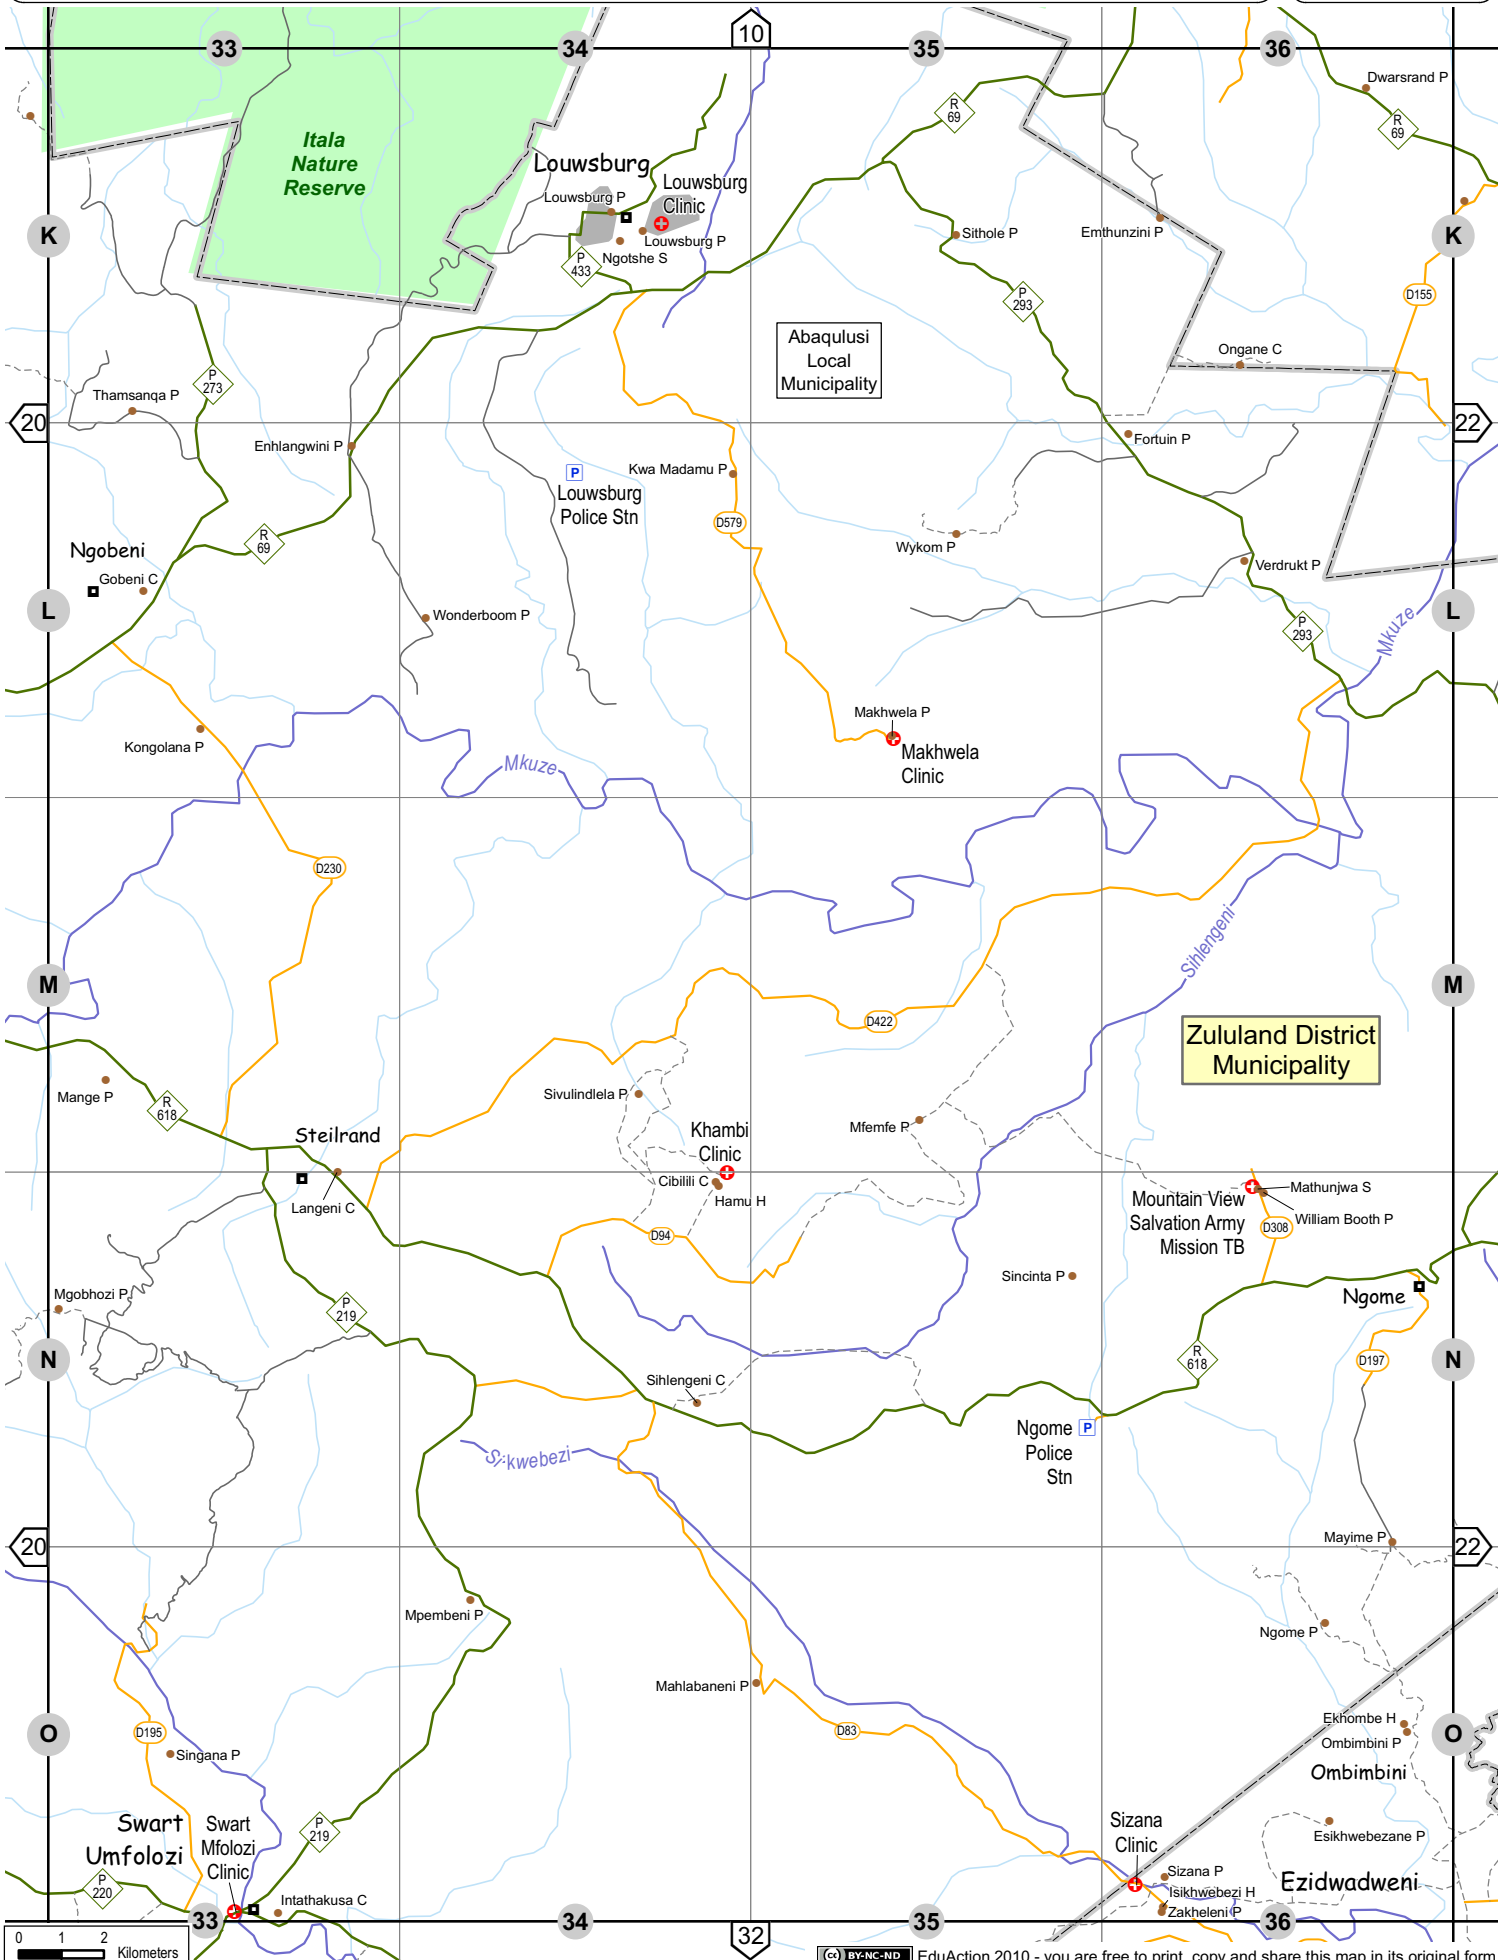 33
34
10
35
36
Dwarsrand P
R
69
R
69
Itala
Nature
Reserve
Louwsburg
Louwsburg
Clinic
Louwsburg P
Louwsburg P
Ngotshe S
P
433
K
Sithole P
Emthunzini P
K
P
293
D155
Abaqulusi
Local
Municipality
Ongane C
P
273
Thamsanqa P
20
22
Enhlangwini P
Fortuin P
Kwa Madamu P
P
Louwsburg
Police Stn
D579
R
69
Wykom P
Ngobeni
Gobeni C
Verdrukt P
L
Wonderboom P
L
P
293
Mkuze
Makhwela P
Kongolana P
Makhwela
Clinic
Mkuze
D230
Sihlengeni
M
M
D422
Zululand District
Municipality
Mange P
R
618
Sivulindlela P
Mfemfe P
Steilrand
Khambi
Clinic
Langeni C
Cibilili C
Hamu H
Mountain View
Salvation Army
Mission TB
Mathunjwa S
William Booth P
D308
D94
Sincinta P
Mgobhozi P
Ngome
P
219
N
R
618
D197
N
Sihlengeni C
Ngome
Police
Stn
P
Sikwebezi
20
Mayime P
22
Mpembeni P
Ngome P
Mahlabaneni P
D195
D83
Ekhombe H
Ombimbini P
O
O
Singana P
Ombimbini
Swart
Umfolozi
Swart
Mfolozi
Clinic
P
219
Sizana
Clinic
Esikhwebezane P
P
220
Sizana P
Isikhwebezi H
Zakheleni P
Ezidwadweni
Intathakusa C
33
34
32
35
36
0 1 2
Kilometers
(cc) BY-NC-ND EduAction 2010 - you are free to print, copy and share this map in its original form